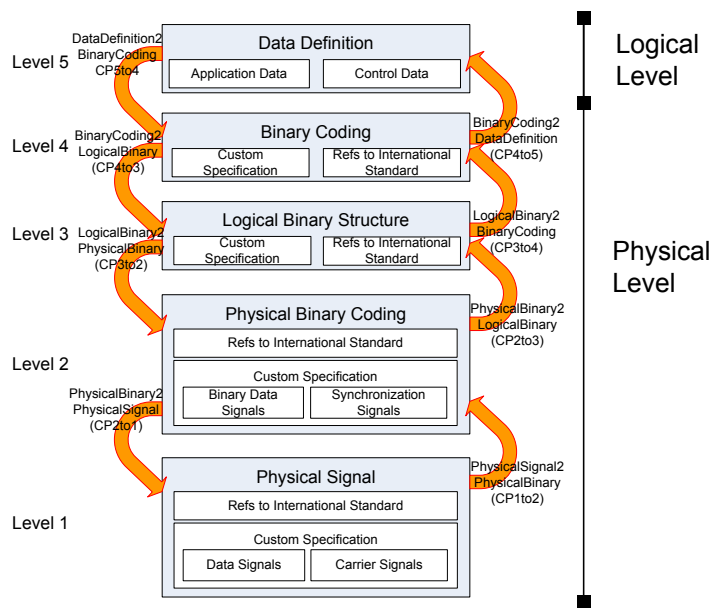 DataDefinition2
BinaryCoding
CP5to4
Level 5
Data Definition
Application Data
Control Data
Logical
Level
BinaryCoding2
LogicalBinary
(CP4to3)
Level 4
Binary Coding
Custom
Specification
Refs to International
Standard
BinaryCoding2
DataDefinition
(CP4to5)
Level 3
LogicalBinary2
PhysicalBinary
(CP3to2)
Logical Binary Structure
Custom
Specification
Refs to International
Standard
LogicalBinary2
BinaryCoding
(CP3to4)
Physical
Level
Level 2
Physical Binary Coding
Refs to International Standard
Custom Specification
Binary Data
Signals
Synchronization
Signals
PhysicalBinary2
LogicalBinary
(CP2to3)
PhysicalBinary2
PhysicalSignal
(CP2to1)
Level 1
Physical Signal
Refs to International Standard
Custom Specification
Data Signals
Carrier Signals
PhysicalSignal2
PhysicalBinary
(CP1to2)